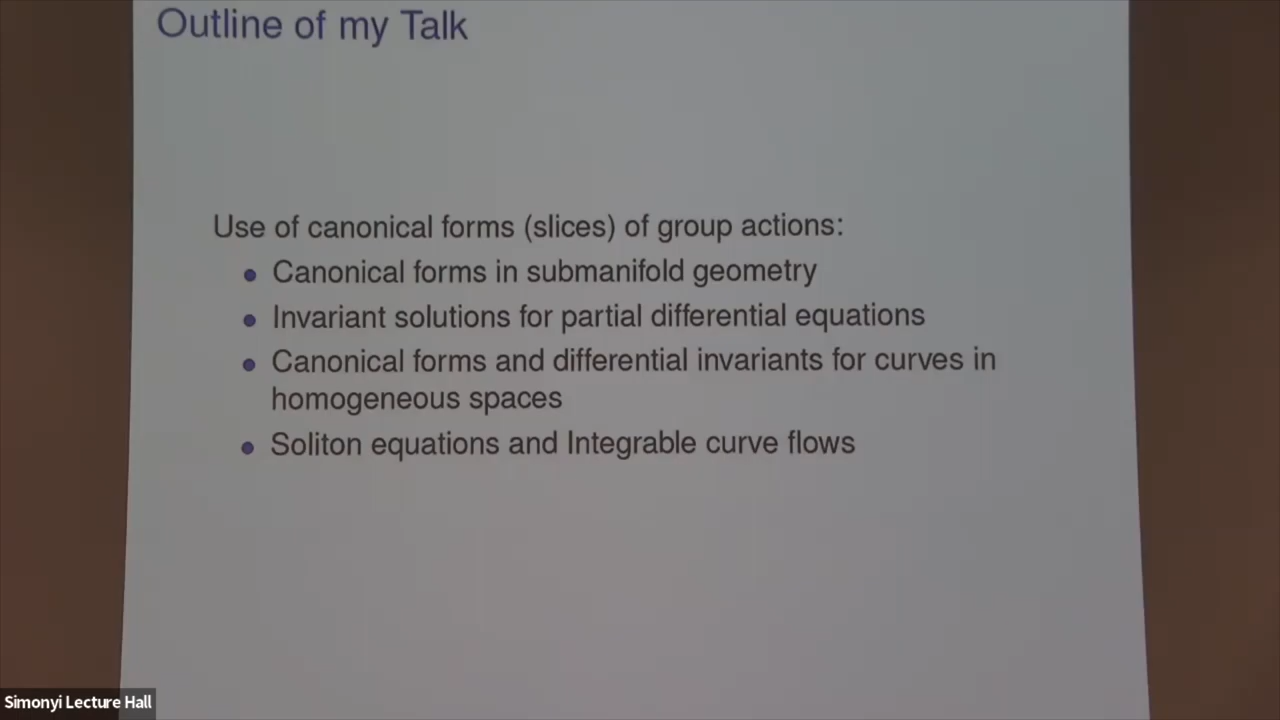 Outline of my Talk
Use of canonical forms (slices) of group actions:
• Canonical forms in submanifold geometry
• Invariant solutions for partial differential equations
• Canonical forms and differential invariants for curves in
homogeneous spaces
• Soliton equations and Integrable curve flows
Simonyi Lecture Hall